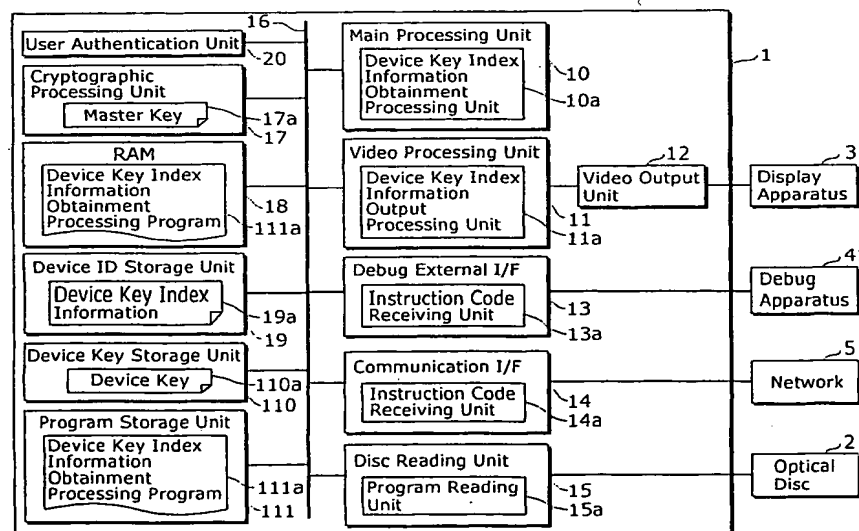 16
User Authentication Unit
20
Cryptographic
Processing Unit
Master Key
17a
17
RAM
Device Key Index
Information
Obtainment
Processing Program
18
111a
Device ID Storage Unit
Device Key Index
Information
19a
19
Device Key Storage Unit
Device Key
110a
110
Program Storage Unit
Device Key Index
Information
Obtainment
Processing Program
111a
111
Main Processing Unit
Device Key Index
Information
Obtainment
Processing Unit
10
10a
Video Processing Unit
Device Key Index
Information
Output
Processing Unit
11
11a
12
Video Output
Unit
Debug External I/F
Instruction Code
Receiving Unit
13
13a
Communication I/F
Instruction Code
Receiving Unit
14
14a
Disc Reading Unit
Program Reading
Unit
15
15a
1
3
Display
Apparatus
4
Debug
Apparatus
5
Network
2
Optical
Disc